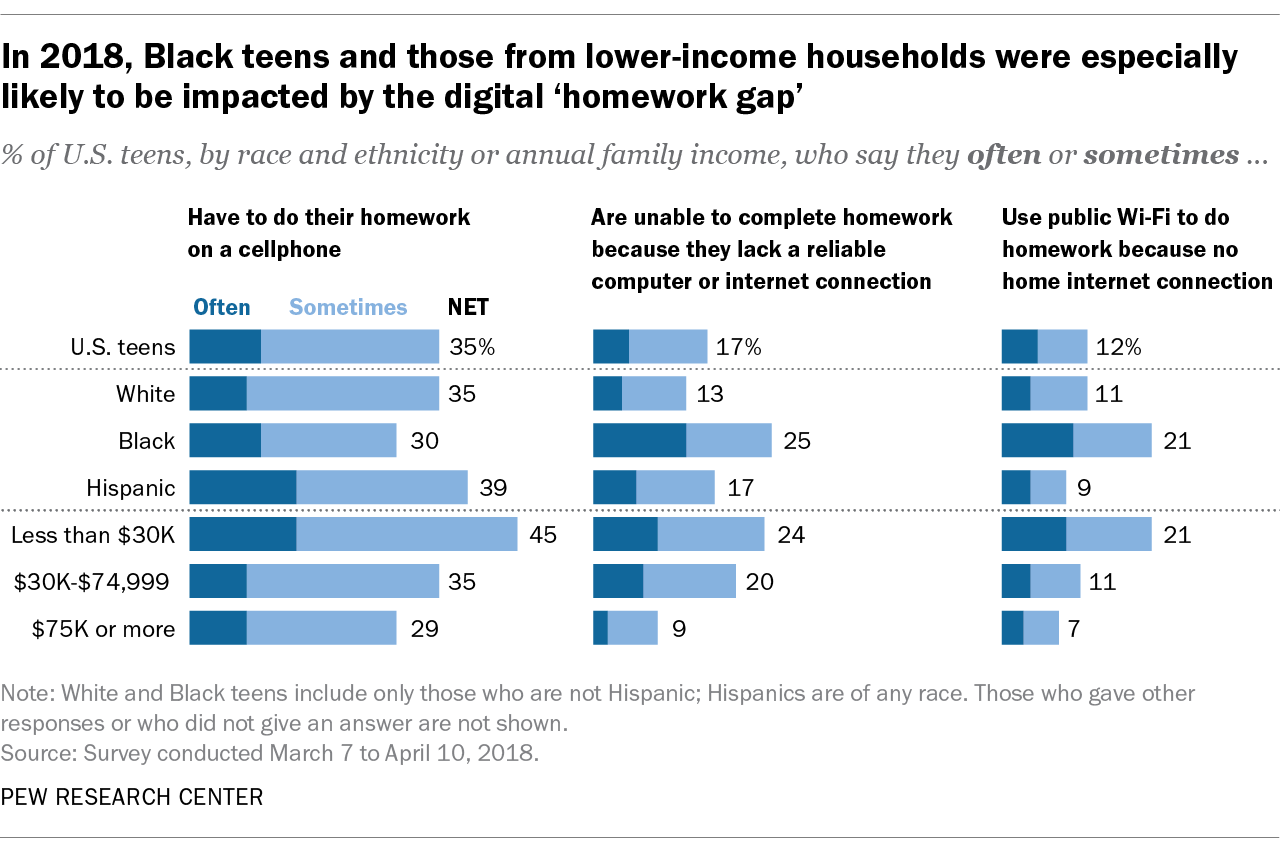 In 2018, Black teens and those from lower-income households were especially
likely to be impacted by the digital ‘homework gap’
% of U.S. teens, by race and ethnicity or annual family income, who say they often or sometimes ...
Have to do their homework
on a cellphone
Are unable to complete homework
because they lack a reliable
computer or internet connection
Use public Wi-Fi to do
homework because no
home internet connection
Often Sometimes NET
U.S. teens 35% 17% 12%
White 35 13 11
Black 30 25 21
Hispanic 39 17 9
Less than $30K 45 24 21
$30K-$74,999 35 20 11
$75K or more 29 9 7
Note: White and Black teens include only those who are not Hispanic; Hispanics are of any race. Those who gave other
responses or who did not give an answer are not shown.
Source: Survey conducted March 7 to April 10, 2018.
PEW RESEARCH CENTER